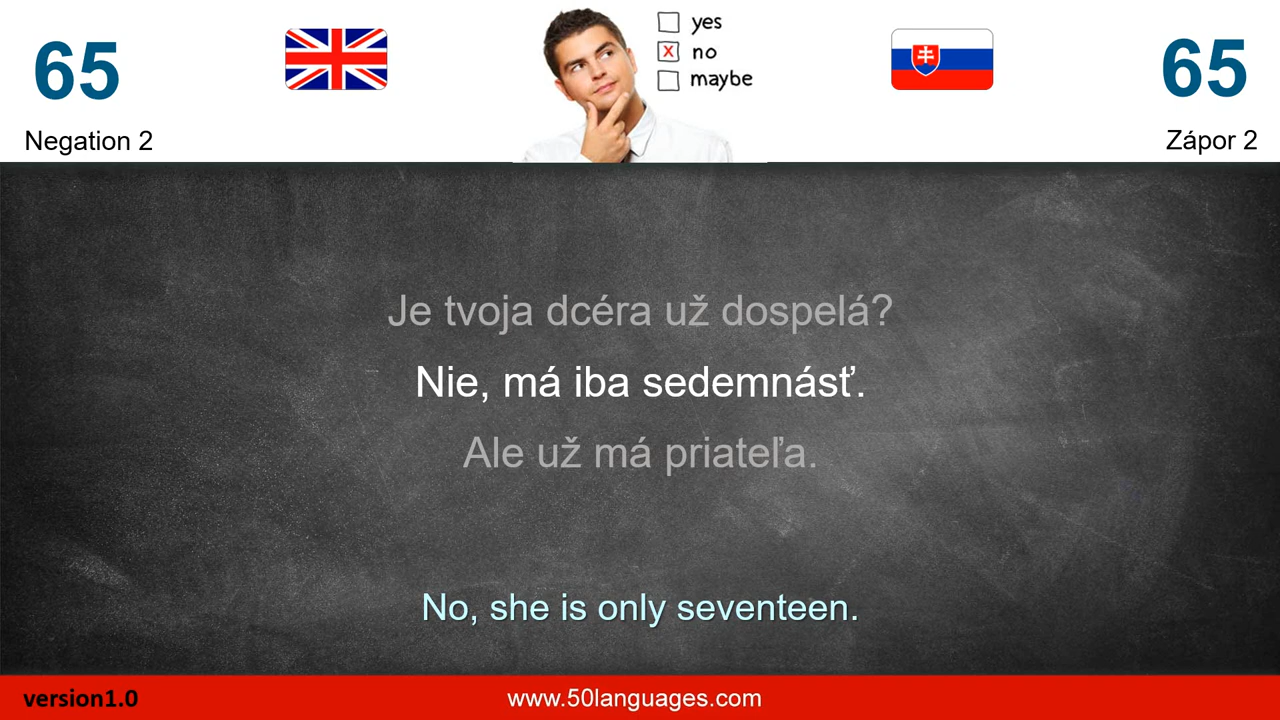 65
65
yes
no
maybe
Negation 2
Zápor 2
Je tvoja dcéra už dospelá?
Nie, má iba sedemnásť.
Ale už má priateľa.
No, she is only seventeen.
version1.0
www.50languages.com